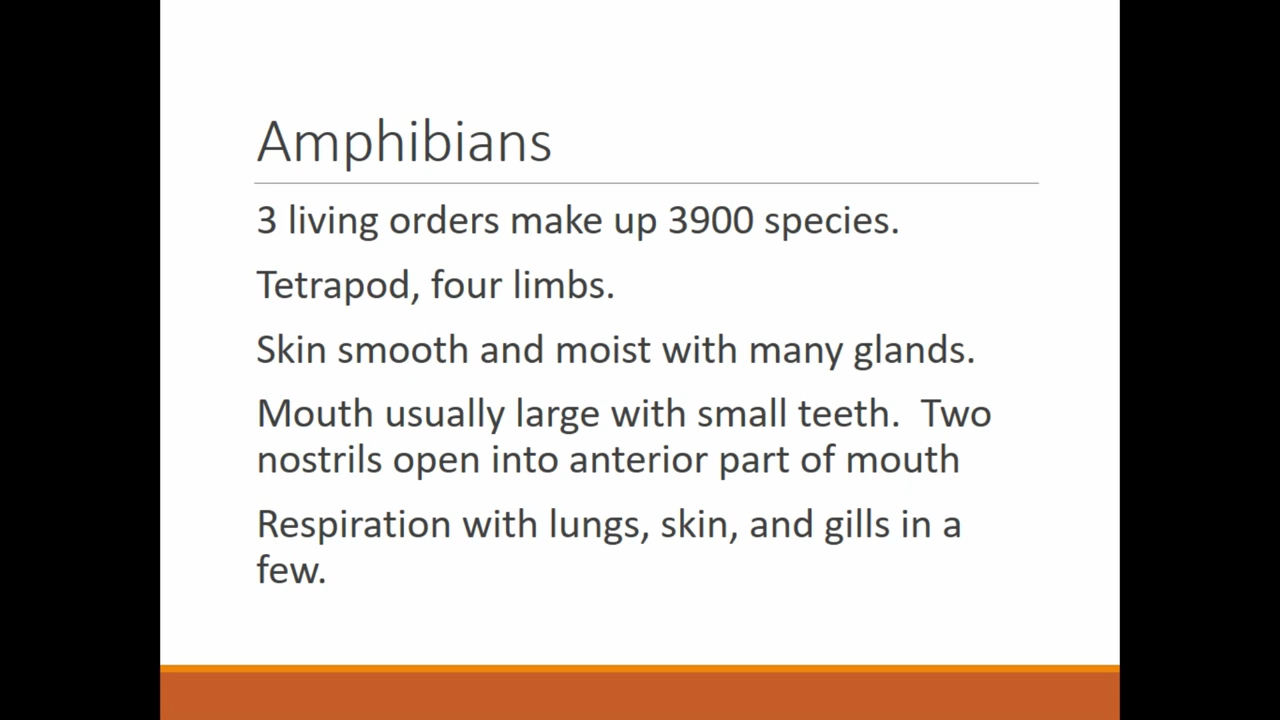 Amphibians
3 living orders make up 3900 species.
Tetrapod, four limbs.
Skin smooth and moist with many glands.
Mouth usually large with small teeth.  Two
nostrils open into anterior part of mouth
Respiration with lungs, skin, and gills in a
few.